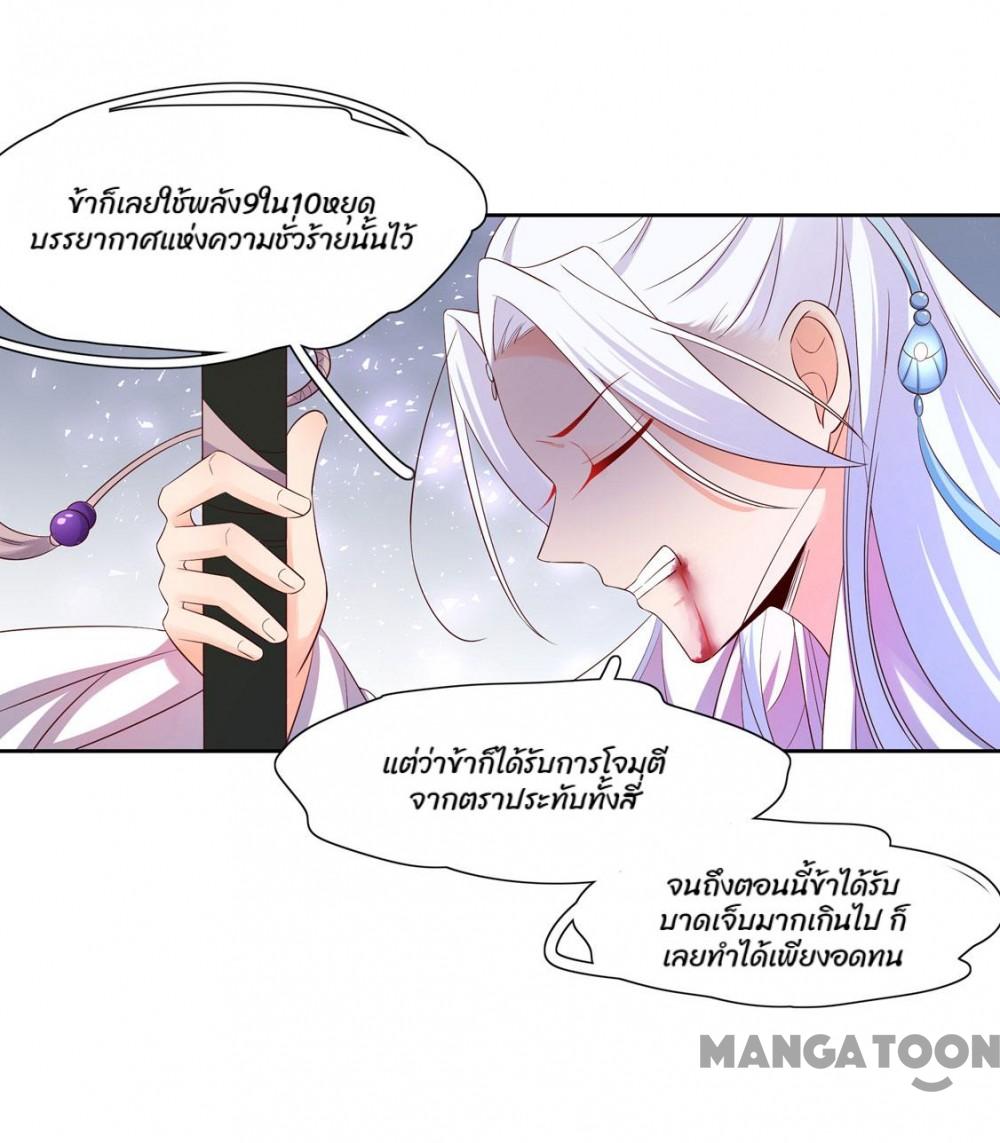 ข้าก็เลยใช้พลัง9ใน10หยุด
บรรยากาศแห่งความชั่วร้ายนั้นไว้
แต่ว่าข้าก็ได้รับการโจมตี
จากตราประทับทั้งสี่
จนถึงตอนนี้ข้าได้รับ
บาดเจ็บมากเกินไป ก็
เลยทำได้เพียงอดทน
MANGATOON